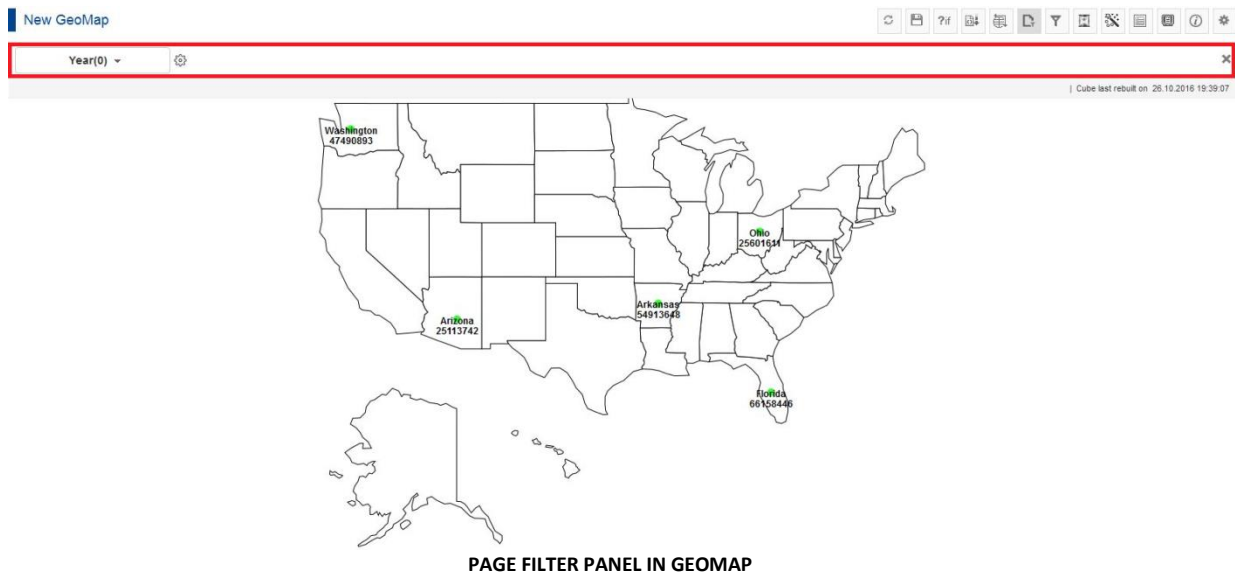 New GeoMap
?if
Year(0)
| Cube last rebuilt on 26.10.2016 19:39:07
Washington
47490893
Ohio
25601611
Arkansas
54913648
Arizona
25113742
Florida
66158446
PAGE FILTER PANEL IN GEOMAP